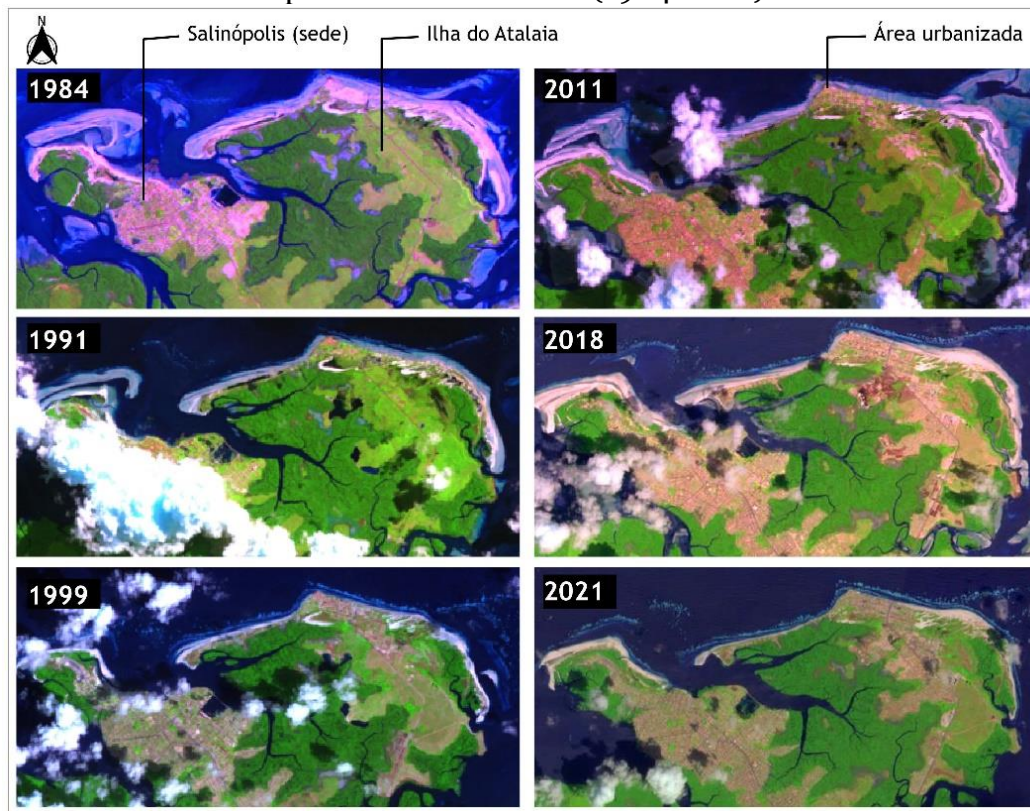 N
Salinópolis (sede)
Ilha do Atalaia
Área urbanizada
1984
2011
1991
2018
1999
2021